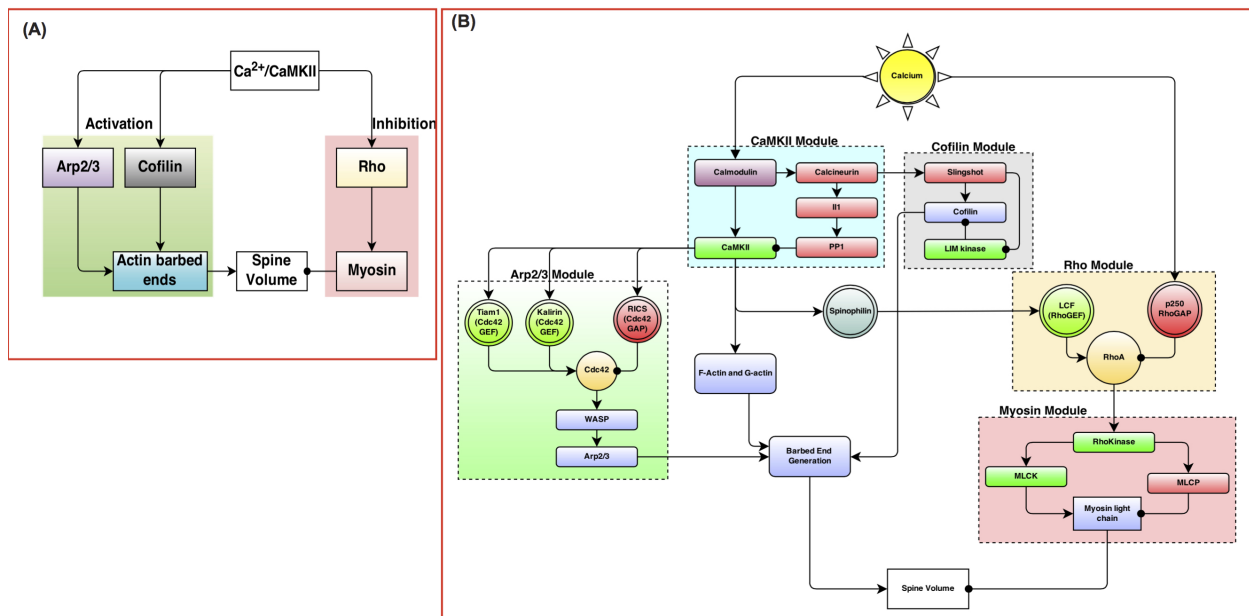 (A)
Ca2+/CaMKII
Activation
Inhibition
Arp2/3
Cofilin
Rho
Actin barbed
ends
Spine
Volume
Myosin
(B)
Calcium
CaMKII Module
Calmodulin
Calcineurin
II1
CaMKII
PP1
Cofilin Module
Slingshot
Cofilin
LIM kinase
Arp2/3 Module
Tiam1
(Cdc42
GEF)
Kalirin
(Cdc42
GEF)
RICS
(Cdc42
GAP)
Cdc42
WASP
Arp2/3
Spinophilin
F-Actin and G-actin
Barbed End
Generation
Rho Module
LCF
(RhoGEF)
p250
RhoGAP
RhoA
Myosin Module
RhoKinase
MLCK
MLCP
Myosin light
chain
Spine Volume